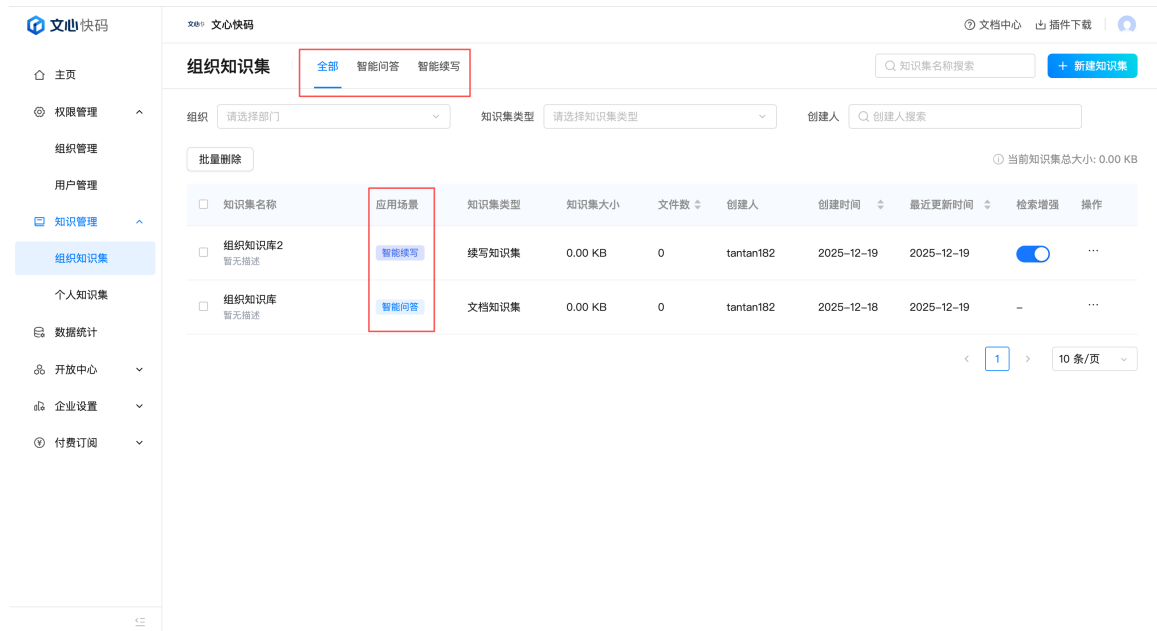 文心快码
文心快码 文心快码
文档中心 插件下载
主页
权限管理
组织管理
用户管理
知识管理
组织知识集
个人知识集
数据统计
开放中心
企业设置
付费订阅
组织知识集 全部 智能问答 智能续写
知识集名称搜索
+ 新建知识集
组织 请选择部门 知识集类型 请选择知识集类型 创建人 创建人搜索
批量删除 当前知识集总大小: 0.00 KB
知识集名称 应用场景 知识集类型 知识集大小 文件数 创建人 创建时间 最近更新时间 检索增强 操作
组织知识库2 智能续写 续写知识集 0.00 KB 0 tantan182 2025-12-19 2025-12-19 ...
暂无描述
组织知识库 智能问答 文档知识集 0.00 KB 0 tantan182 2025-12-18 2025-12-19 – ...
暂无描述
< 1 > 10 条/页